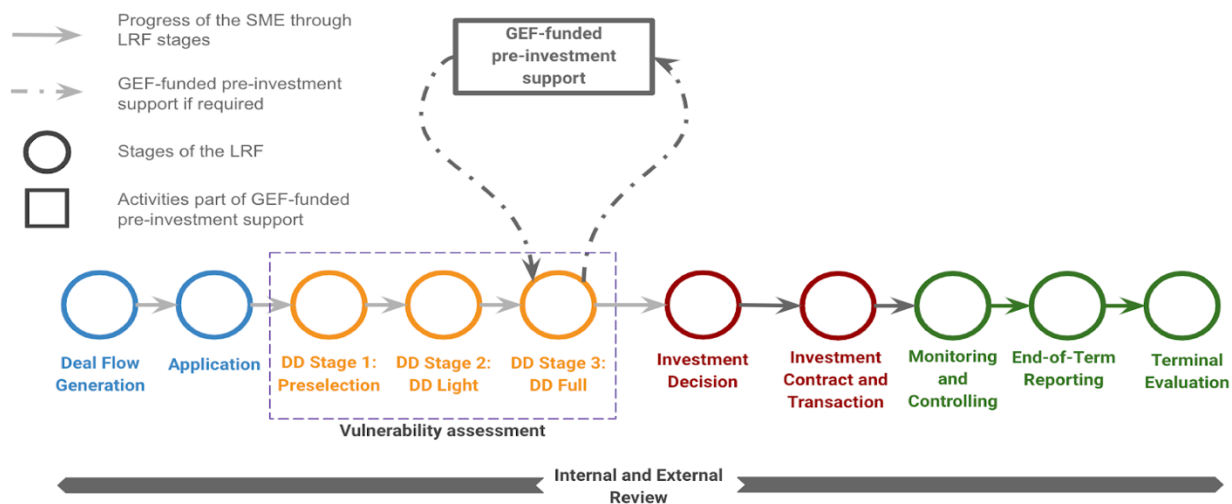 Progress of the SME through
LRF stages
GEF-funded pre-investment
support if required
Stages of the LRF
Activities part of GEF-funded
pre-investment support
GEF-funded
pre-investment
support
Deal Flow
Generation
Application
DD Stage 1:
Preselection
DD Stage 2:
DD Light
DD Stage 3:
DD Full
Investment
Decision
Investment
Contract and
Transaction
Monitoring
and
Controlling
End-of-Term
Reporting
Terminal
Evaluation
Vulnerability assessment
Internal and External
Review